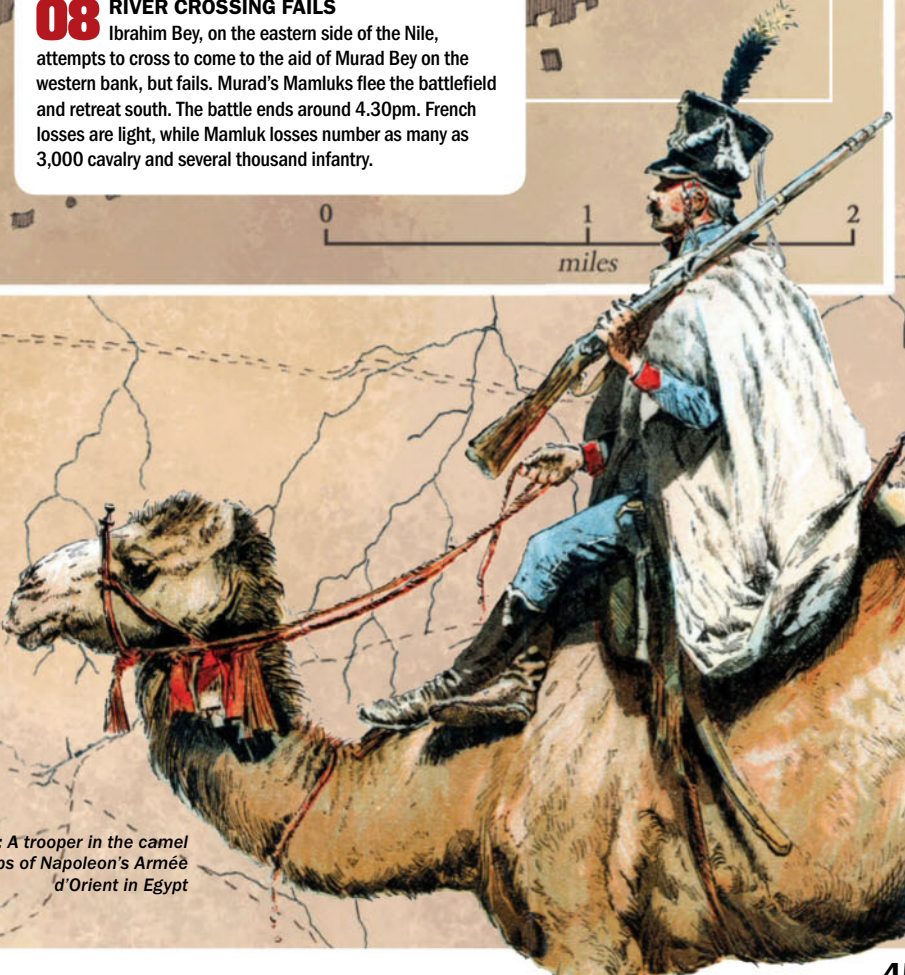 08 RIVER CROSSING FAILS
Ibrahim Bey, on the eastern side of the Nile,
attempts to cross to come to the aid of Murad Bey on the
western bank, but fails. Murad's Mamluks flee the battlefield
and retreat south. The battle ends around 4.30pm. French
losses are light, while Mamluk losses number as many as
3,000 cavalry and several thousand infantry.
0 1 2
miles
: A trooper in the camel
ps of Napoleon's Armée
d'Orient in Egypt